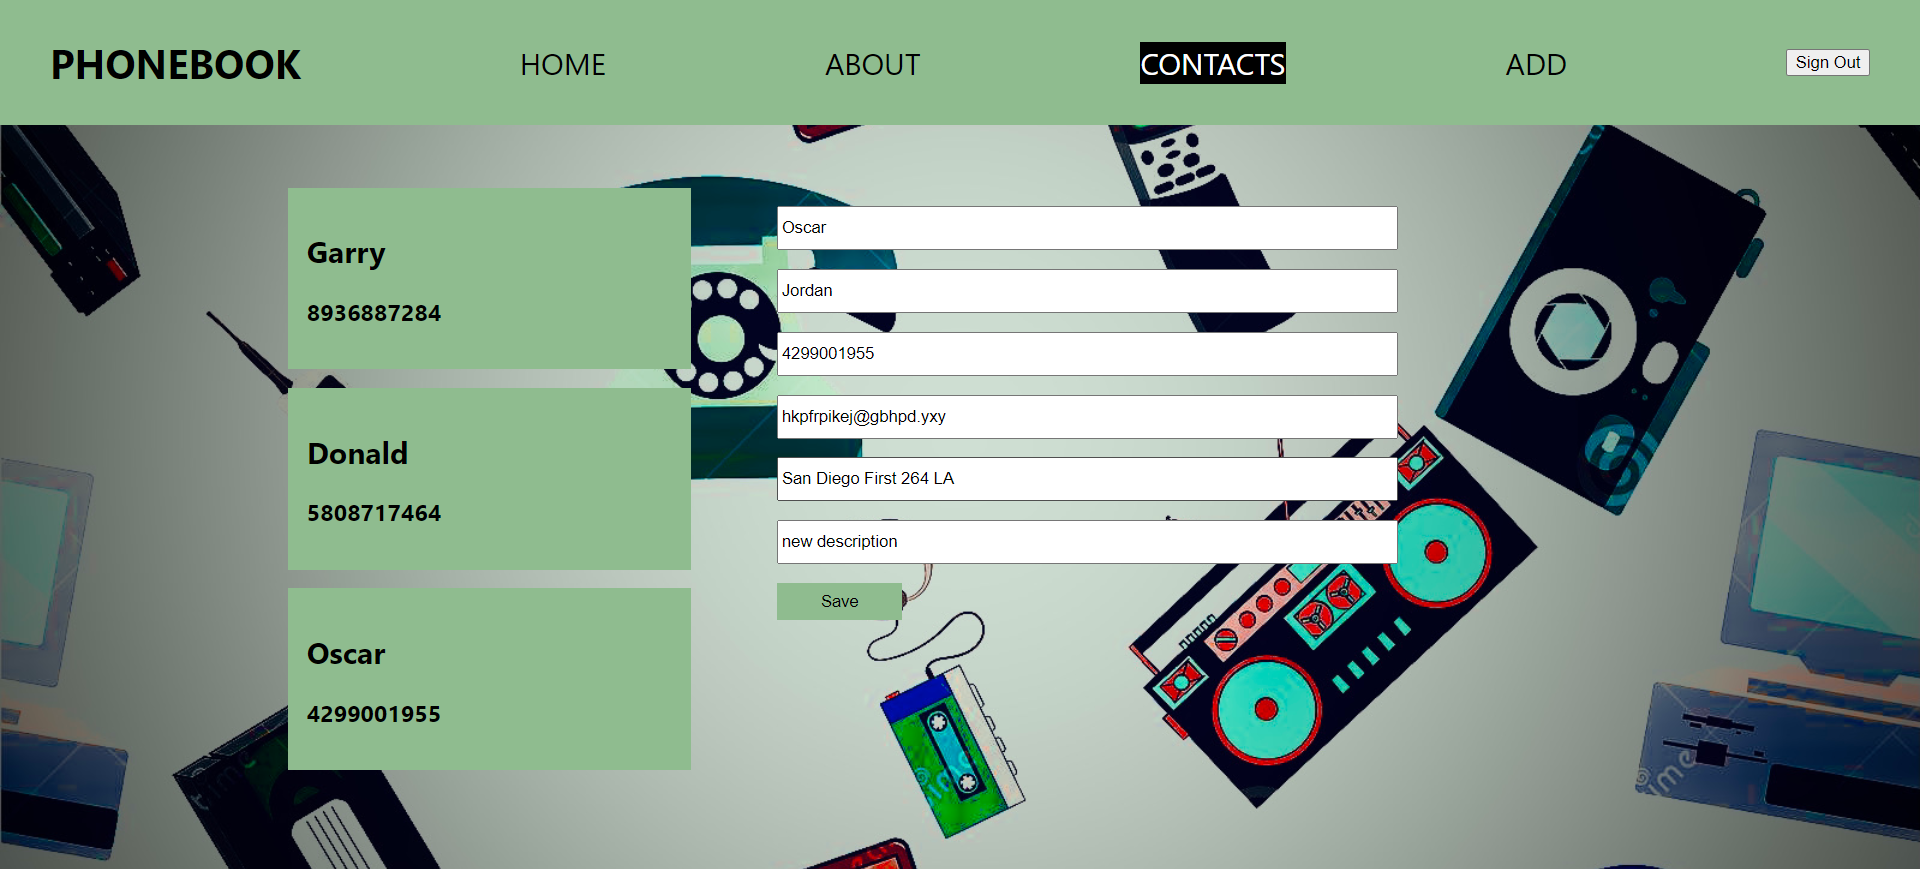 PHONEBOOK
HOME
ABOUT
CONTACTS
ADD
Sign Out
Garry
8936887284
Donald
5808717464
Oscar
4299001955
Oscar
Jordan
4299001955
hkpfrpikej@gbhpd.yxy
San Diego First 264 LA
new description
Save